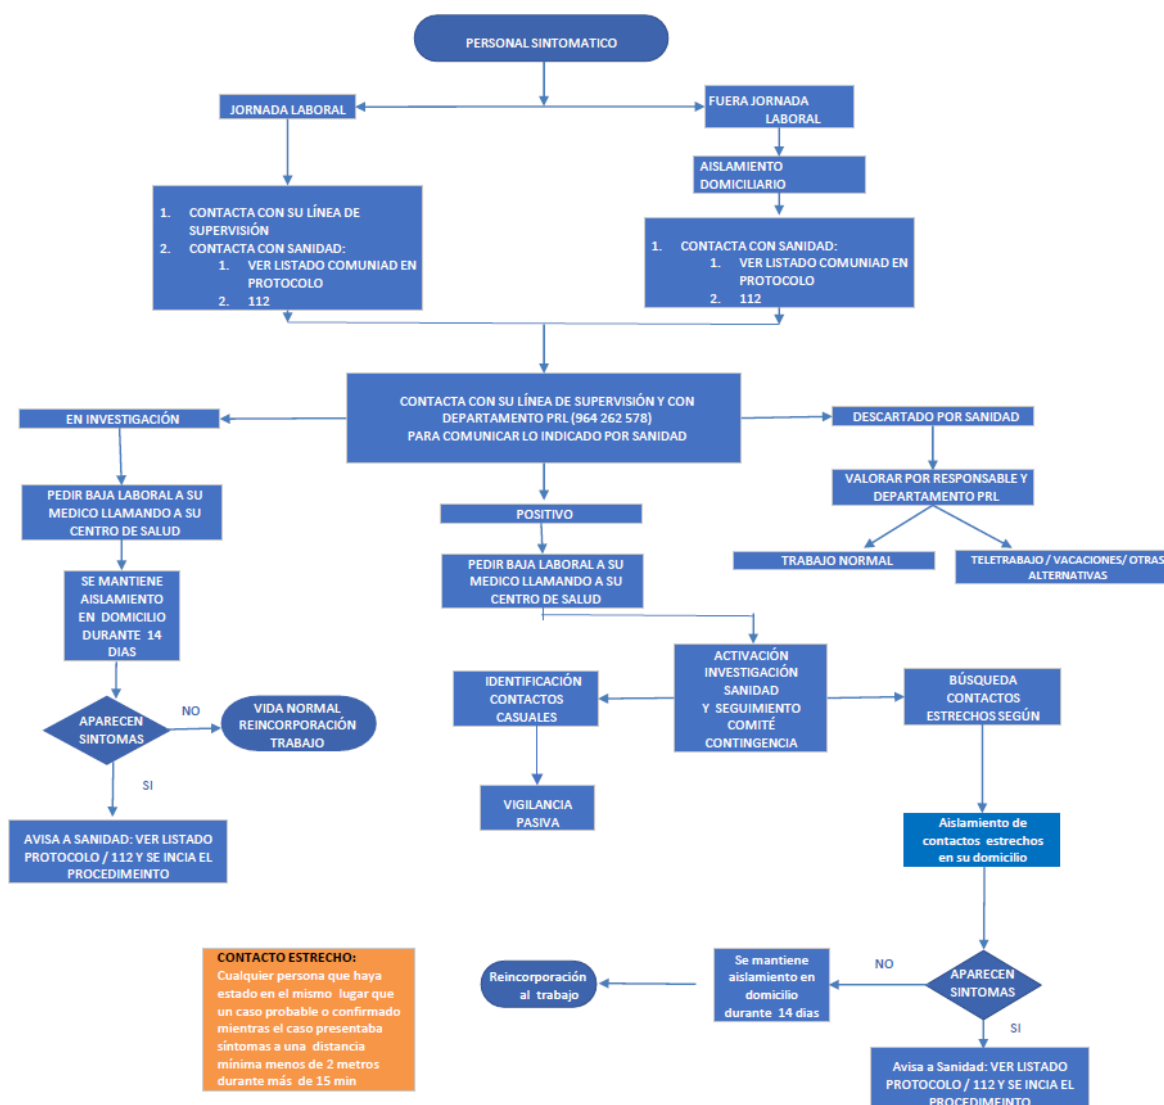 PERSONAL SINTOMATICO
JORNADA LABORAL
FUERA JORNADA
LABORAL
AISLAMIENTO
DOMICILIARIO
1. CONTACTA CON SU LÍNEA DE
SUPERVISIÓN
2. CONTACTA CON SANIDAD:
1. VER LISTADO COMUNIAD EN
PROTOCOLO
2. 112
1. CONTACTA CON SANIDAD:
1. VER LISTADO COMUNIAD EN
PROTOCOLO
2. 112
CONTACTA CON SU LÍNEA DE SUPERVISIÓN Y CON
DEPARTAMENTO PRL (964 262 578)
PARA COMUNICAR LO INDICADO POR SANIDAD
EN INVESTIGACIÓN
DESCARTADO POR SANIDAD
PEDIR BAJA LABORAL A SU
MEDICO LLAMANDO A SU
CENTRO DE SALUD
VALORAR POR RESPONSABLE Y
DEPARTAMENTO PRL
POSITIVO
TRABAJO NORMAL
TELETRABAJO / VACACIONES/ OTRAS
ALTERNATIVAS
PEDIR BAJA LABORAL A SU
MEDICO LLAMANDO A SU
CENTRO DE SALUD
SE MANTIENE
AISLAMIENTO
EN DOMICILIO
DURANTE 14
DIAS
ACTIVACIÓN
INVESTIGACIÓN
SANIDAD
Y SEGUIMIENTO
COMITÉ
CONTINGENCIA
IDENTIFICACIÓN
CONTACTOS
CASUALES
BÚSQUEDA
CONTACTOS
ESTRECHOS SEGÚN
APARECEN
SINTOMAS
NO
VIDA NORMAL
REINCORPORACIÓN
TRABAJO
SI
VIGILANCIA
PASIVA
AVISA A SANIDAD: VER LISTADO
PROTOCOLO / 112 Y SE INCIA EL
PROCEDIMEINTO
Aislamiento de
contactos estrechos
en su domicilio
CONTACTO ESTRECHO:
Cualquier persona que haya
estado en el mismo lugar que
un caso probable o confirmado
mientras el caso presentaba
síntomas a una distancia
mínima menos de 2 metros
durante más de 15 min
Reincorporación
al trabajo
Se mantiene
aislamiento en
domicilio
durante 14 dias
NO
APARECEN
SINTOMAS
SI
Avisa a Sanidad: VER LISTADO
PROTOCOLO / 112 Y SE INCIA EL
PROCEDIMEINTO